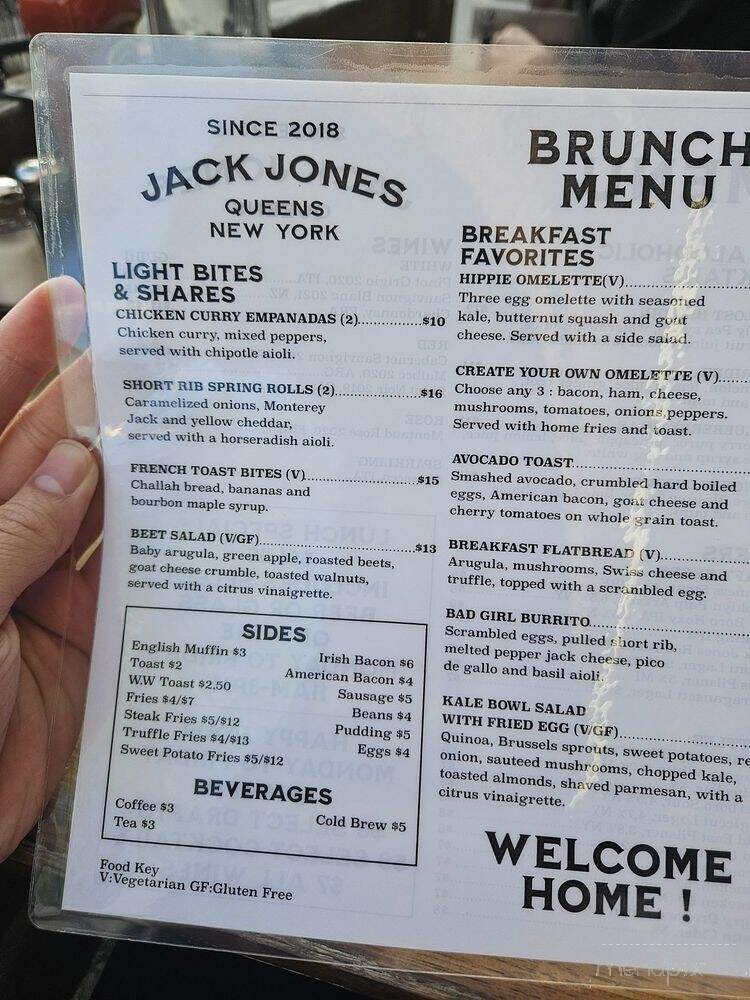 SINCE 2018
JACK JONES
QUEENS
NEW YORK
LIGHT BITES
& SHARES
CHICKEN CURRY EMPANADAS (2)..............$10
Chicken curry, mixed peppers,
served with chipotle aioli.
SHORT RIB SPRING ROLLS (2)..............$16
Caramelized onions, Monterey
Jack and yellow cheddar,
served with a horseradish aioli.
FRENCH TOAST BITES (V)..............$15
Challah bread, bananas and
bourbon maple syrup.
BEET SALAD (V/GF)..............$13
Baby arugula, green apple, roasted beets,
goat cheese crumble, toasted walnuts,
served with a citrus vinaigrette.
SIDES
English Muffin $3
Toast $2
W.W Toast $2.50
Fries $4/$7
Steak Fries $5/$12
Truffle Fries $4/$13
Sweet Potato Fries $5/$12
Irish Bacon $6
American Bacon $4
Sausage $5
Beans $4
Pudding $5
Eggs $4
BEVERAGES
Coffee $3
Tea $3
Cold Brew $5
Food Key
V:Vegetarian GF:Gluten Free
BRUNCH
MENU
BREAKFAST
FAVORITES
HIPPIE OMELETTE(V)..............
Three egg omelette with seasoned
kale, butternut squash and goat
cheese. Served with a side salad.
CREATE YOUR OWN OMELETTE (V)....
Choose any 3 : bacon, ham, cheese,
mushrooms, tomatoes, onions,peppers.
Served with home fries and toast.
AVOCADO TOAST..............
Smashed avocado, crumbled hard boiled
eggs, American bacon, goat cheese and
cherry tomatoes on whole grain toast.
BREAKFAST FLATBREAD (V)..............
Arugula, mushrooms, Swiss cheese and
truffle, topped with a scrambled egg.
BAD GIRL BURRITO..............
Scrambled eggs, pulled short rib,
melted pepper jack cheese, pico
de gallo and basil aioli.
KALE BOWL SALAD
WITH FRIED EGG (V/GF)..............
Quinoa, Brussels sprouts, sweet potatoes, re
onion, sauteed mushrooms, chopped kale,
toasted almonds, shaved parmesan, with a
citrus vinaigrette.
WELCOME
HOME !
menupix